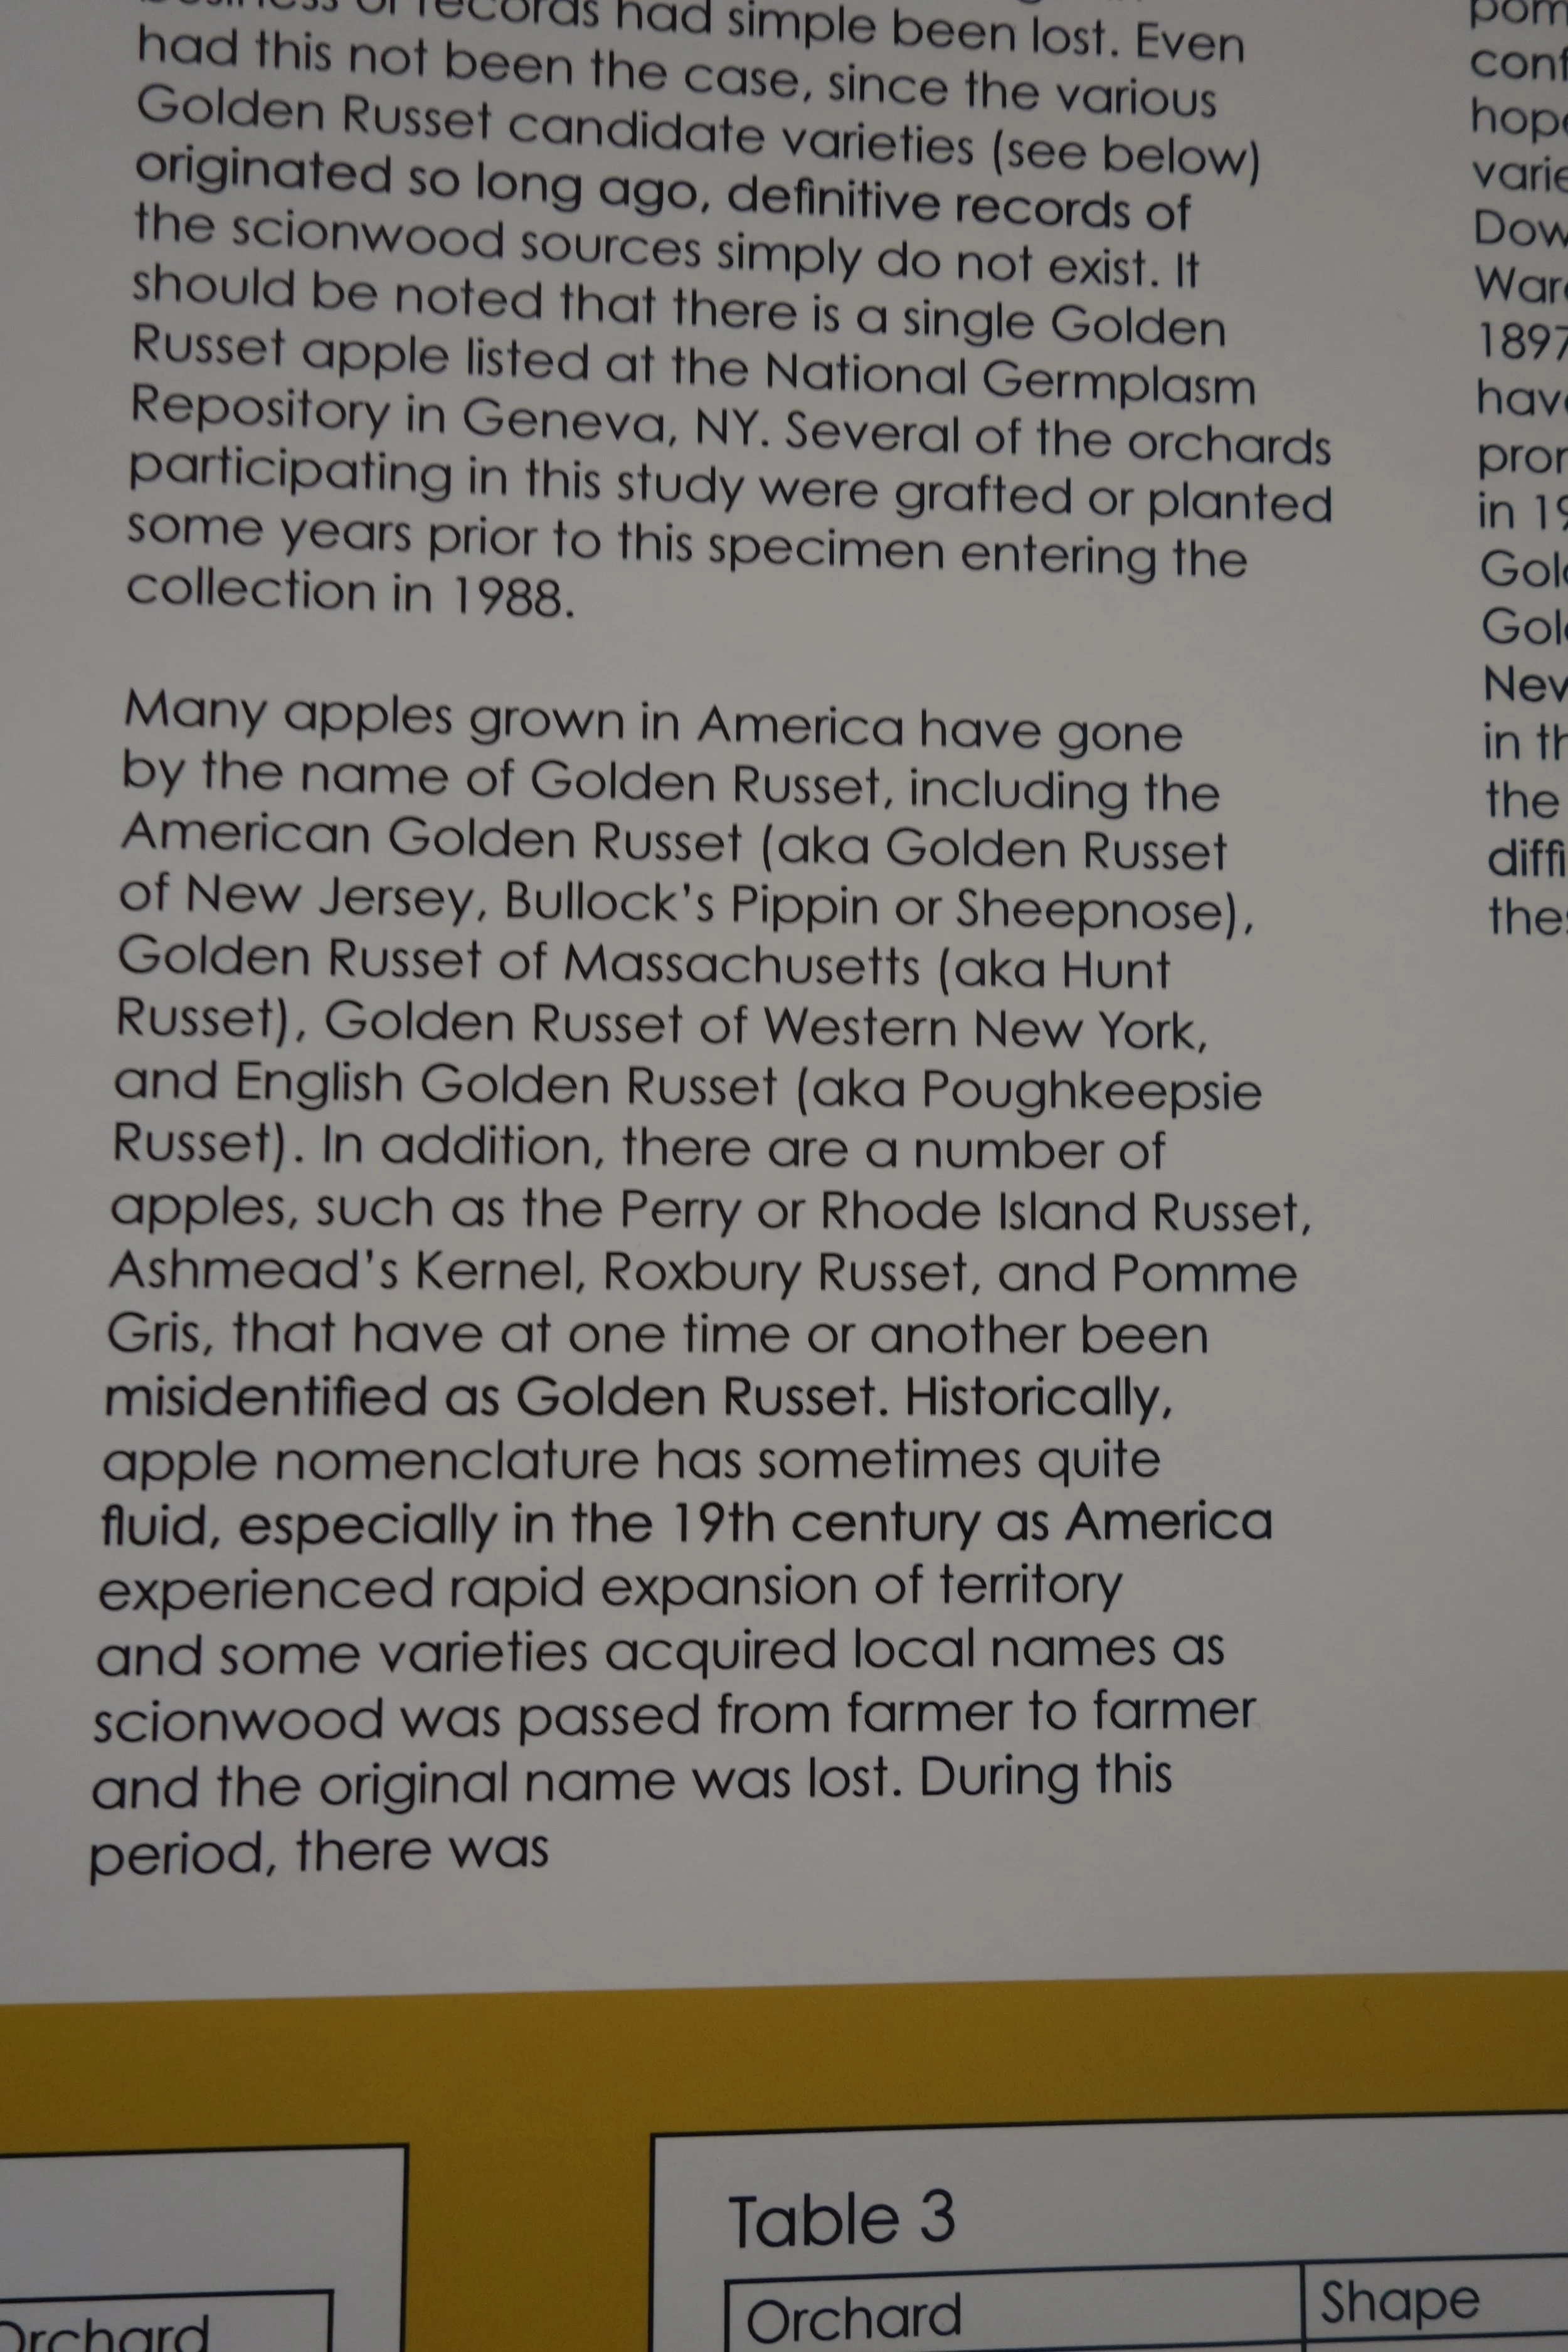 records had simple been lost. Even
had this not been the case, since the various
Golden Russet candidate varieties (see below)
originated so long ago, definitive records of
the scionwood sources simply do not exist. It
should be noted that there is a single Golden
Russet apple listed at the National Germplasm
Repository in Geneva, NY. Several of the orchards
participating in this study were grafted or planted
some years prior to this specimen entering the
collection in 1988.
Many apples grown in America have gone
by the name of Golden Russet, including the
American Golden Russet (aka Golden Russet
of New Jersey, Bullock's Pippin or Sheepnose),
Golden Russet of Massachusetts (aka Hunt
Russet), Golden Russet of Western New York,
and English Golden Russet (aka Poughkeepsie
Russet). In addition, there are a number of
apples, such as the Perry or Rhode Island Russet,
Ashmead's Kernel, Roxbury Russet, and Pomme
Gris, that have at one time or another been
misidentified as Golden Russet. Historically,
apple nomenclature has sometimes quite
fluid, especially in the 19th century as America
experienced rapid expansion of territory
and some varieties acquired local names as
scionwood was passed from farmer to farmer
and the original name was lost. During this
period, there was
1897
in
in
the
Orchard
Table 3
Orchard Shape